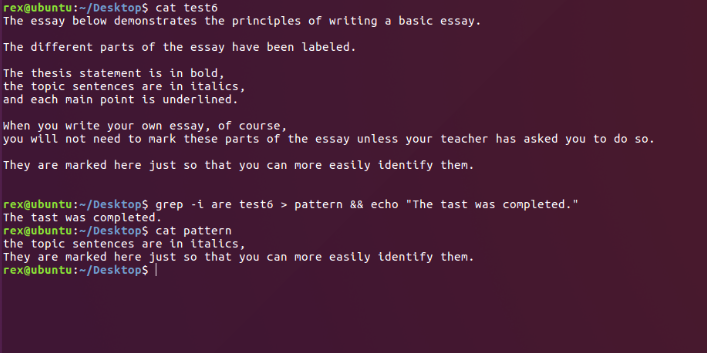 rex@ubuntu:~/Desktop$ cat test6
The essay below demonstrates the principles of writing a basic essay.
The different parts of the essay have been labeled.
The thesis statement is in bold,
the topic sentences are in italics,
and each main point is underlined.
When you write your own essay, of course,
you will not need to mark these parts of the essay unless your teacher has asked you to do so.
They are marked here just so that you can more easily identify them.
rex@ubuntu:~/Desktop$ grep -i are test6 > pattern && echo "The tast was completed."
The tast was completed.
rex@ubuntu:~/Desktop$ cat pattern
the topic sentences are in italics,
They are marked here just so that you can more easily identify them.
rex@ubuntu:~/Desktop$